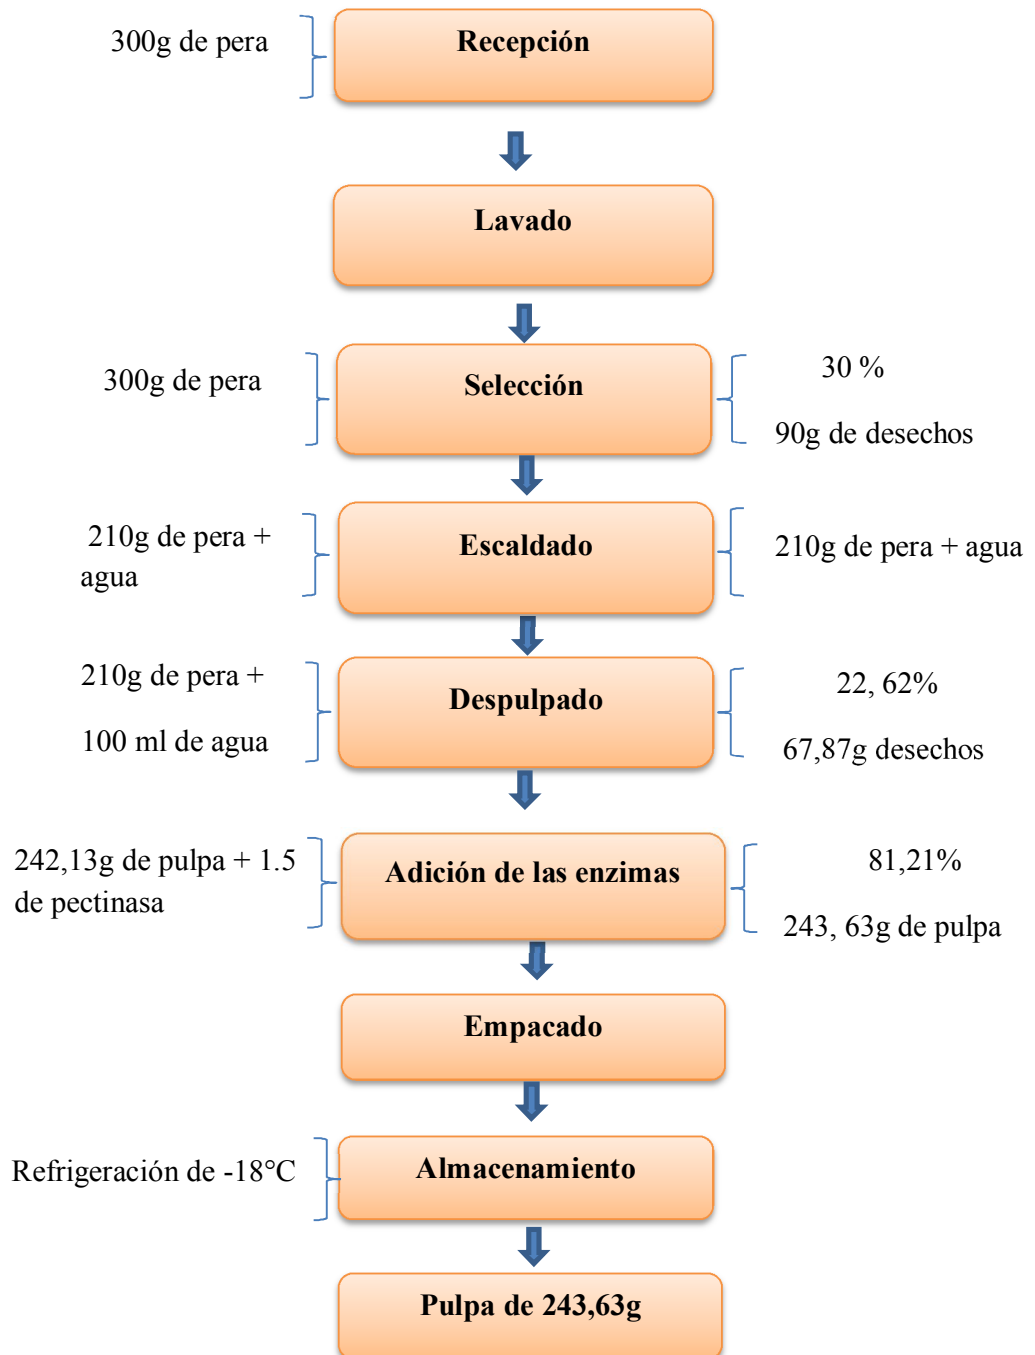 300g de pera
Recepción
Lavado
300g de pera
Selección
30 %
90g de desechos
210g de pera +
agua
Escaldado
210g de pera + agua
210g de pera +
100 ml de agua
Despulpado
22, 62%
67,87g desechos
242,13g de pulpa + 1.5
de pectinasa
Adición de las enzimas
81,21%
243, 63g de pulpa
Empacado
Refrigeración de -18°C
Almacenamiento
Pulpa de 243,63g